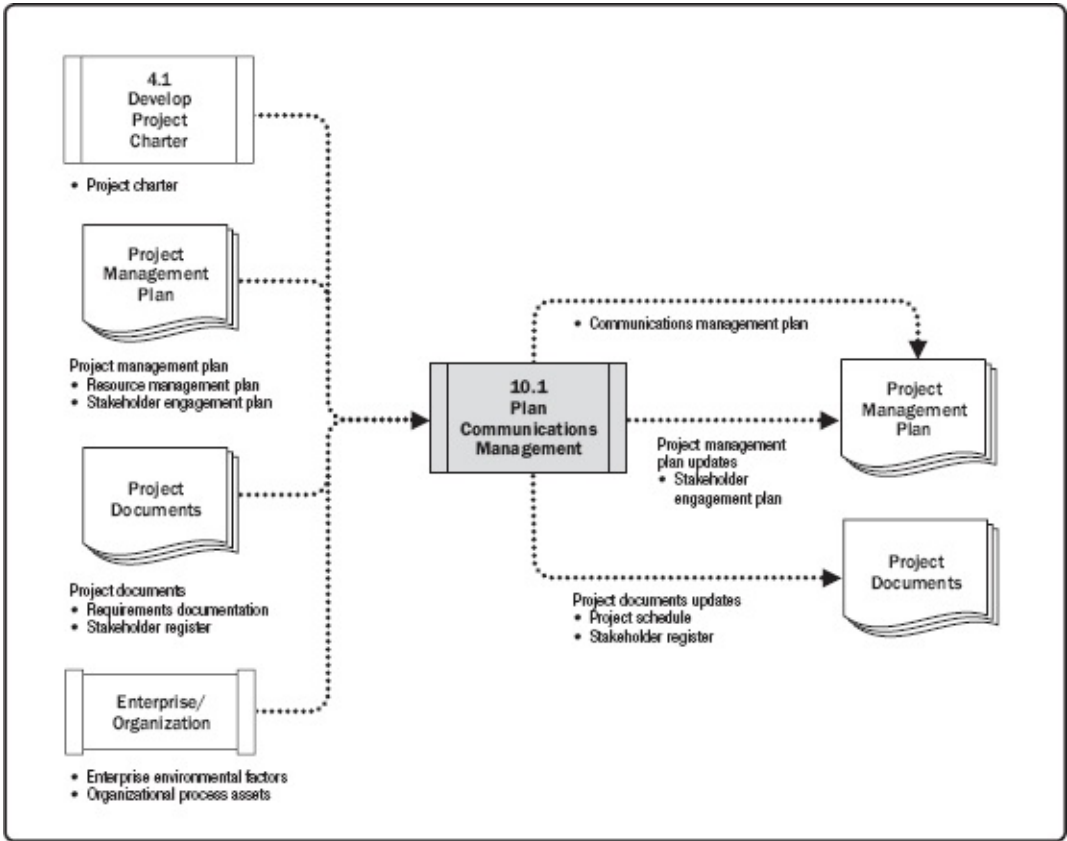 4.1
Develop
Project
Charter
• Project charter
Project
Management
Plan
Project management plan
• Resource management plan
• Stakeholder engagement plan
Project
Documents
Project documents
• Requirements documentation
• Stakeholder register
Enterprise/
Organization
• Enterprise environmental factors
• Organizational process assets
10.1
Plan
Communications
Management
• Communications management plan
Project management
plan updates
• Stakeholder
engagement plan
Project documents updates
• Project schedule
• Stakeholder register
Project
Management
Plan
Project
Documents